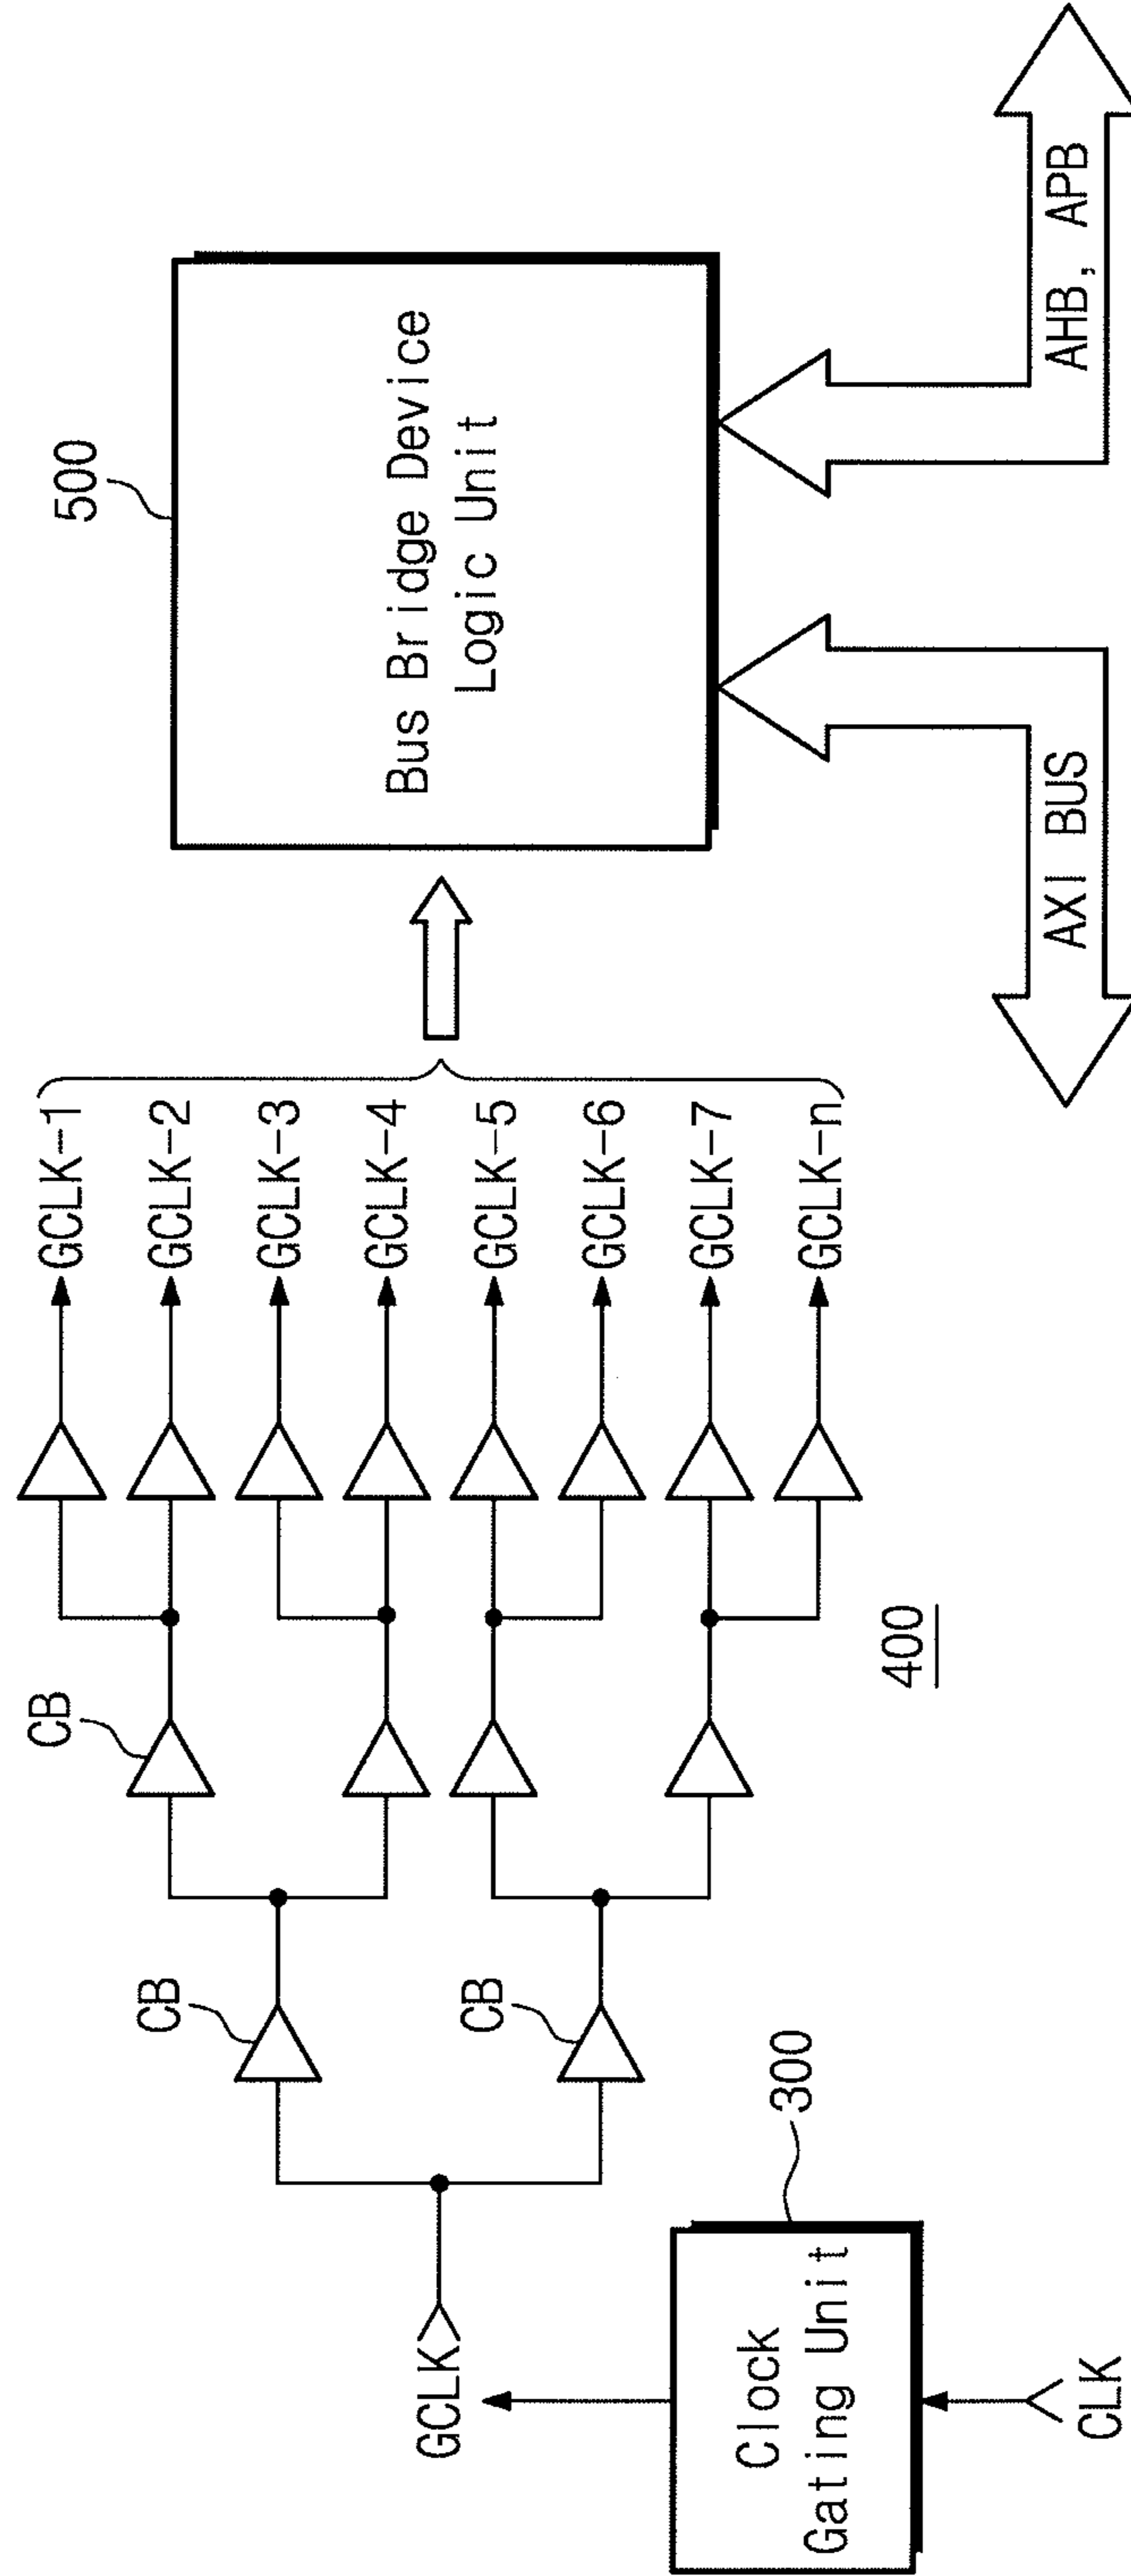 GCLK
Clock
Gating Unit
300
CLK
CB
CB
CB
400
GCLK-1
GCLK-2
GCLK-3
GCLK-4
GCLK-5
GCLK-6
GCLK-7
GCLK-n
500
Bus Bridge Device
Logic Unit
AXI BUS
AHB, APB